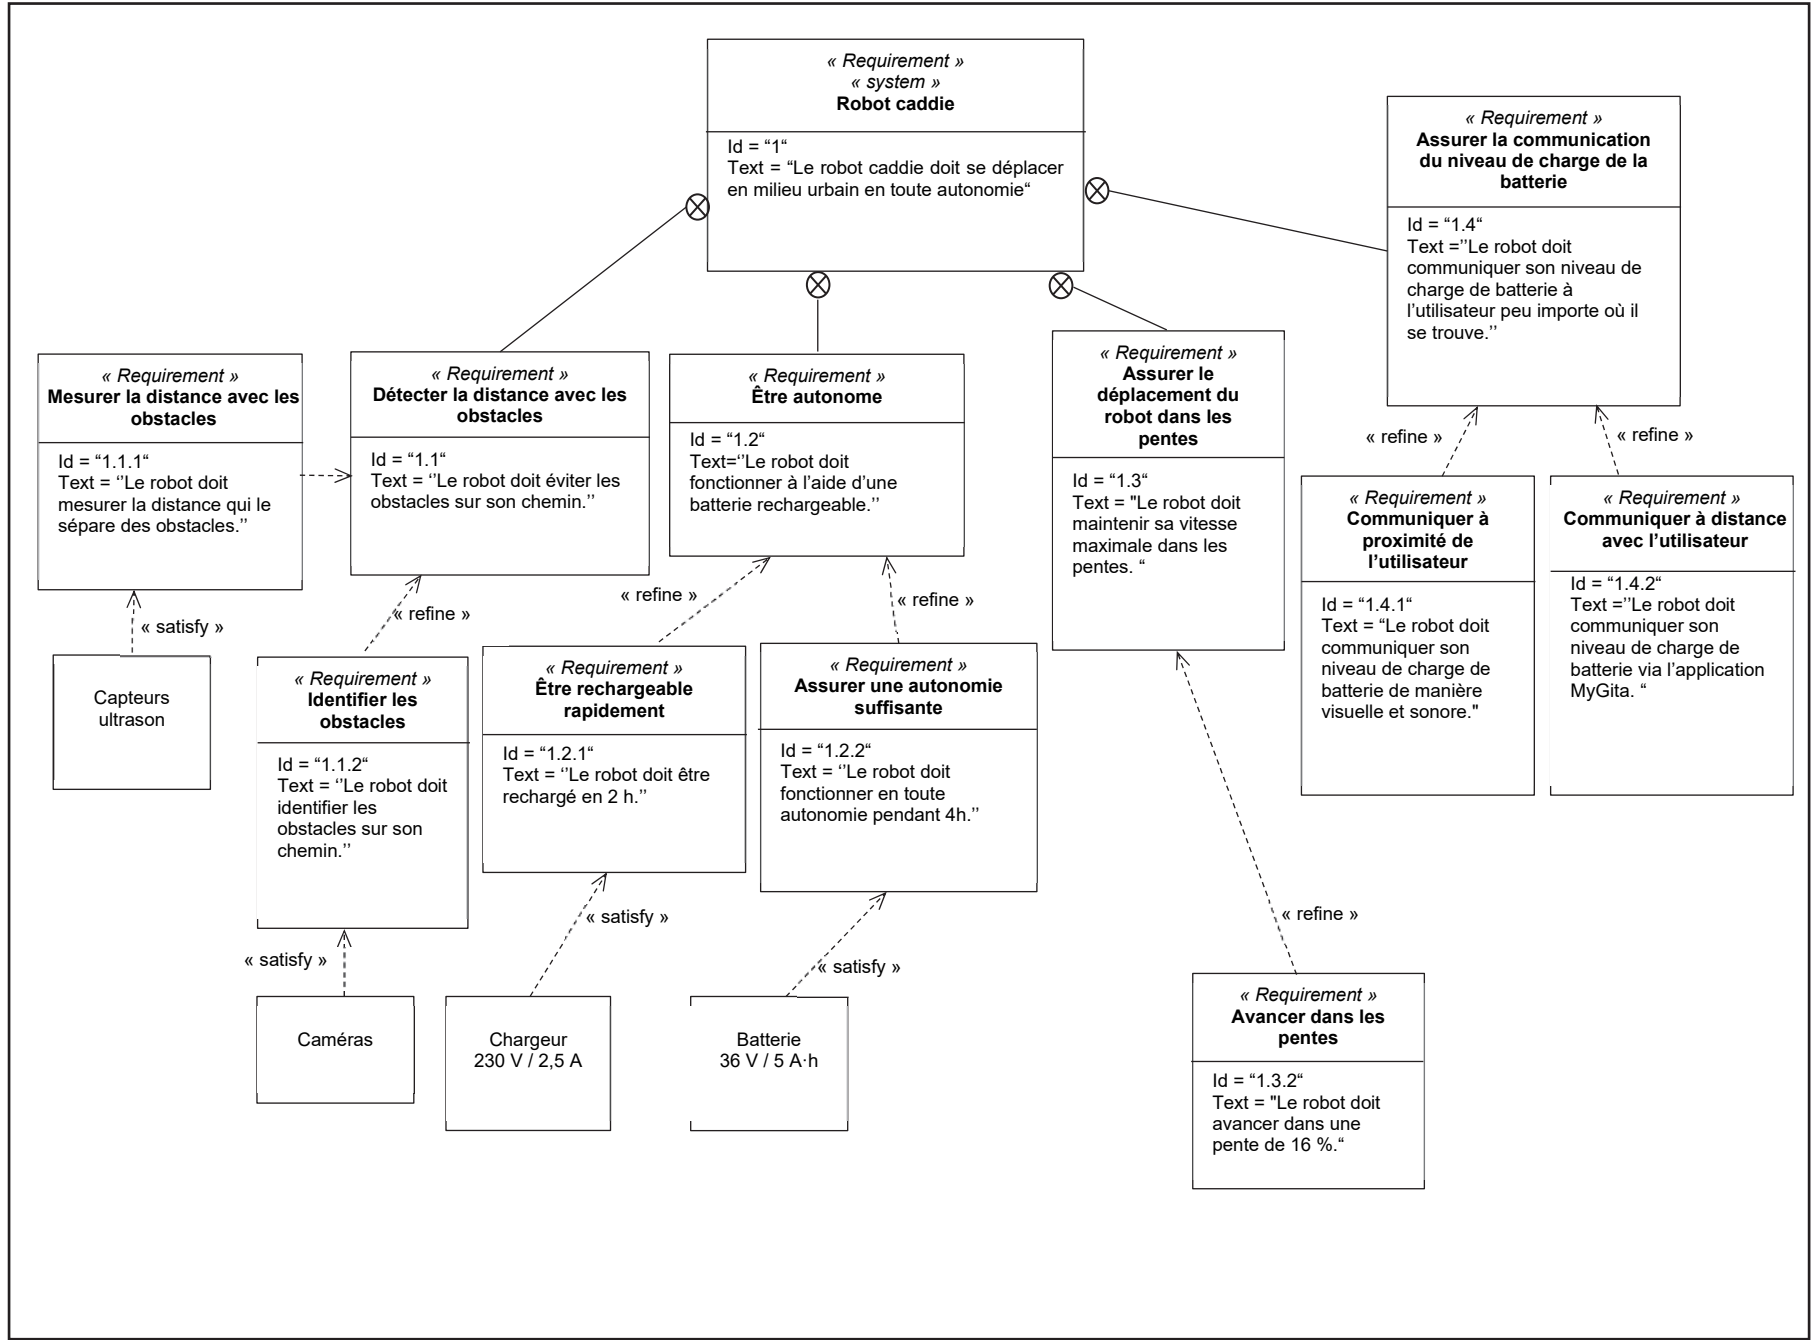 « Requirement »
« system »
Robot caddie
Id = “1“
Text = “Le robot caddie doit se déplacer
en milieu urbain en toute autonomie“
« Requirement »
Assurer la communication
du niveau de charge de la
batterie
Id = “1.4“
Text =’’Le robot doit
communiquer son niveau de
charge de batterie à
l’utilisateur peu importe où il
se trouve.’’
« Requirement »
Mesurer la distance avec les
obstacles
Id = “1.1.1“
Text = ‘’Le robot doit
mesurer la distance qui le
sépare des obstacles.’’
« Requirement »
Détecter la distance avec les
obstacles
Id = “1.1“
Text = ‘’Le robot doit éviter les
obstacles sur son chemin.’’
« Requirement »
Être autonome
Id = “1.2“
Text=‘’Le robot doit
fonctionner à l’aide d’une
batterie rechargeable.’’
« Requirement »
Assurer le
déplacement du
robot dans les
pentes
Id = “1.3“
Text = "Le robot doit
maintenir sa vitesse
maximale dans les
pentes. “
« refine »
« refine »
« Requirement »
Communiquer à
proximité de
l’utilisateur
Id = “1.4.1“
Text = “Le robot doit
communiquer son
niveau de charge de
batterie de manière
visuelle et sonore."
« Requirement »
Communiquer à distance
avec l’utilisateur
Id = “1.4.2“
Text =’’Le robot doit
communiquer son
niveau de charge de
batterie via l’application
MyGita. “
« satisfy »
« refine »
« refine »
« refine »
Capteurs
ultrason
« Requirement »
Identifier les
obstacles
Id = “1.1.2“
Text = ‘’Le robot doit
identifier les
obstacles sur son
chemin.’’
« Requirement »
Être rechargeable
rapidement
Id = “1.2.1“
Text = ‘’Le robot doit être
rechargé en 2 h.’’
« Requirement »
Assurer une autonomie
suffisante
Id = “1.2.2“
Text = ‘’Le robot doit
fonctionner en toute
autonomie pendant 4h.’’
« satisfy »
« satisfy »
« satisfy »
« refine »
Caméras
Chargeur
230 V / 2,5 A
Batterie
36 V / 5 A·h
« Requirement »
Avancer dans les
pentes
Id = “1.3.2“
Text = "Le robot doit
avancer dans une
pente de 16 %.“